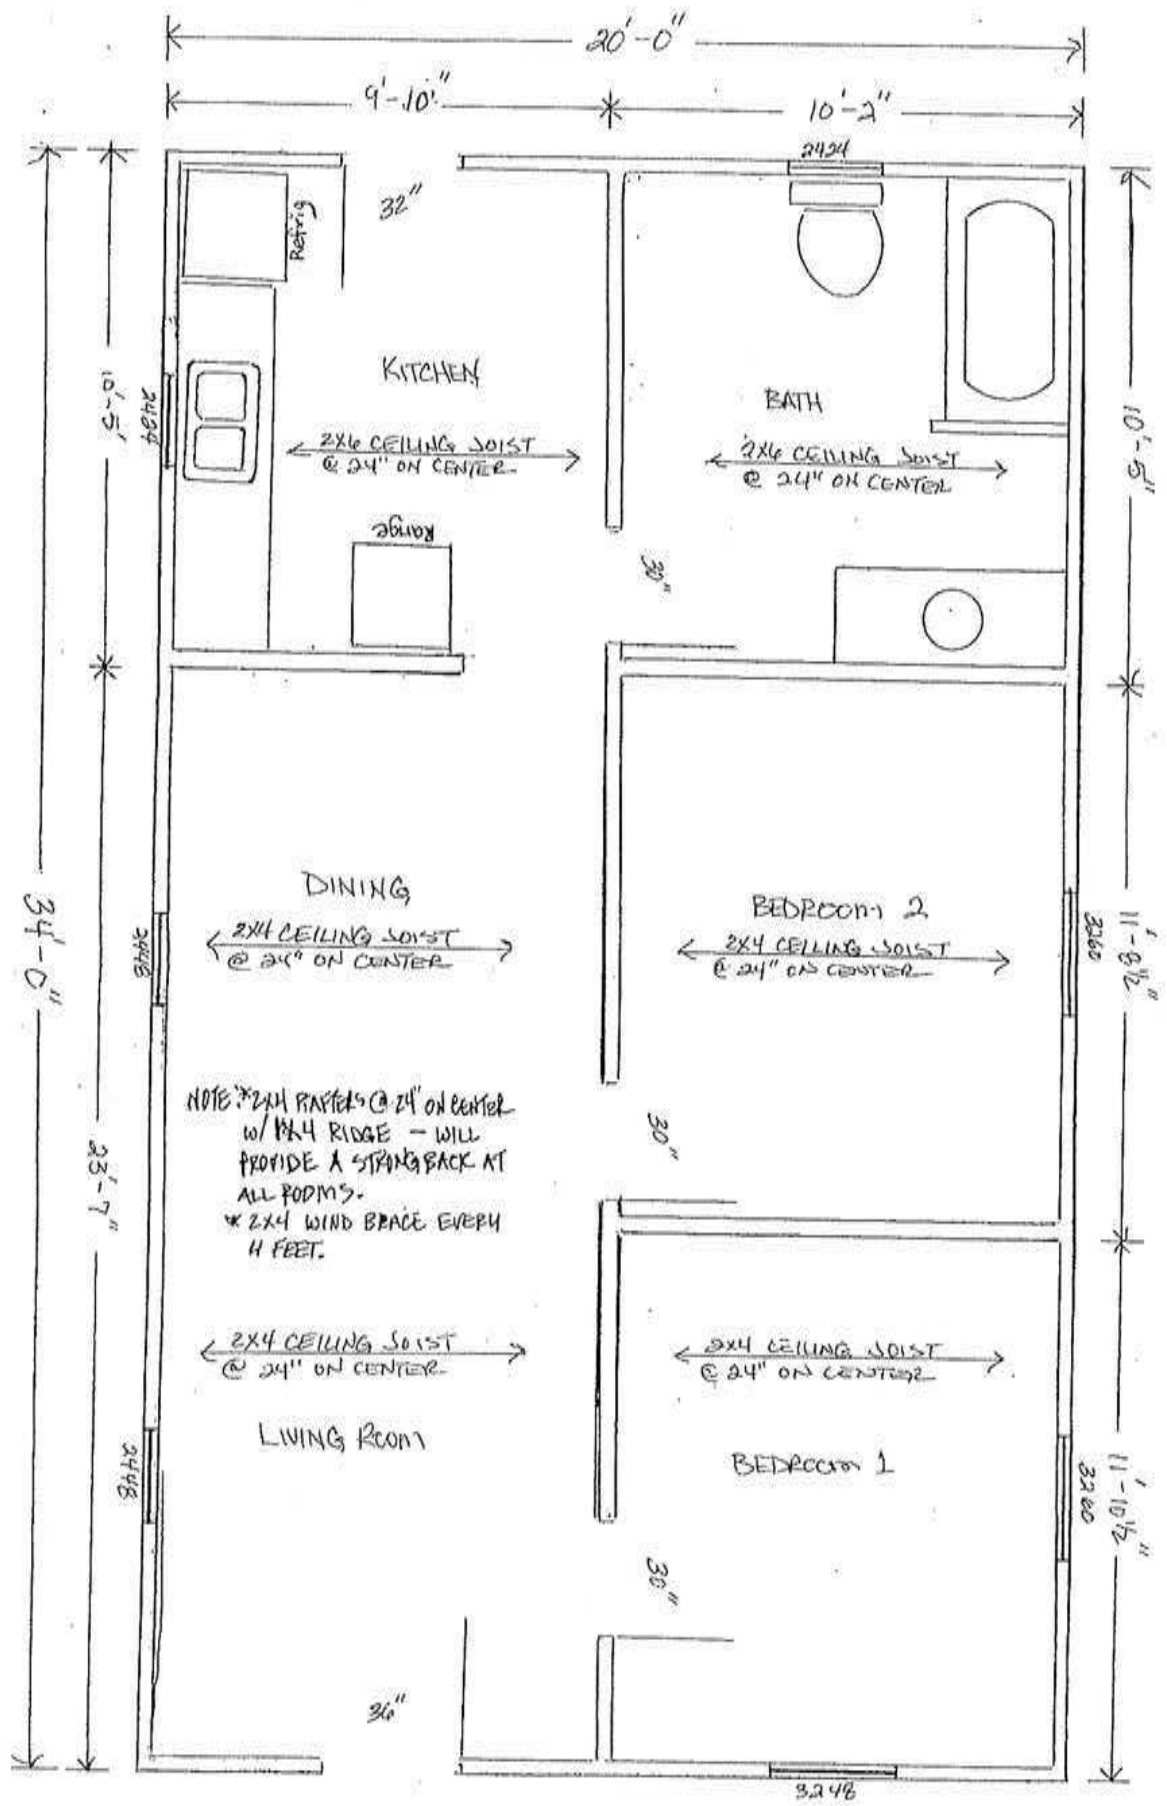 20'-0"
9'-10"
10'-2"
2424
32"
Refrig
KITCHEN
2X6 CEILING JOIST
@ 24" ON CENTER
BATH
2X6 CEILING JOIST
@ 24" ON CENTER
10'-5"
2424
10'-5"
Range
30"
34'-0"
DINING
2X4 CEILING JOIST
@ 24" ON CENTER
2448
BEDROOM 2
2X4 CEILING JOIST
@ 24" ON CENTER
3260
11'-8½"
NOTE: *2X4 RAFTERS @ 24" ON CENTER
W/ 1X4 RIDGE - WILL
PROVIDE A STRONGBACK AT
ALL ROOMS.
* 2X4 WIND BRACE EVERY
4 FEET.
23'-7"
30"
2X4 CEILING JOIST
@ 24" ON CENTER
LIVING ROOM
2448
2X4 CEILING JOIST
@ 24" ON CENTER
BEDROOM 1
3260
11'-10½"
30"
36"
3248